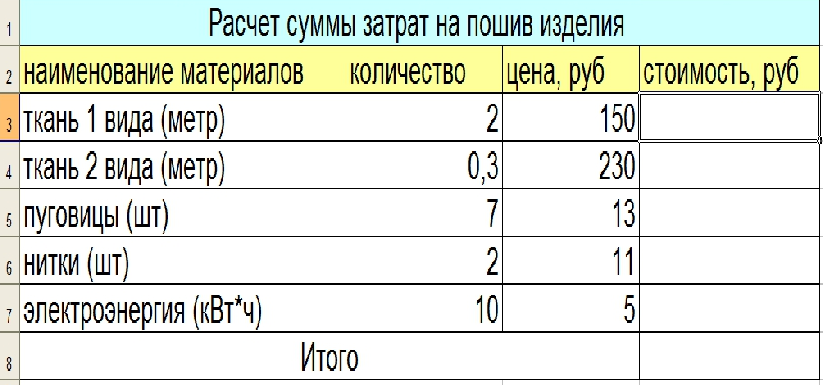 1 Расчет суммы затрат на пошив изделия
2 наименование материалов количество цена, руб стоимость, руб
3 ткань 1 вида (метр) 2 150
4 ткань 2 вида (метр) 0,3 230
5 пуговицы (шт) 7 13
6 нитки (шт) 2 11
7 электроэнергия (кВт*ч) 10 5
8 Итого